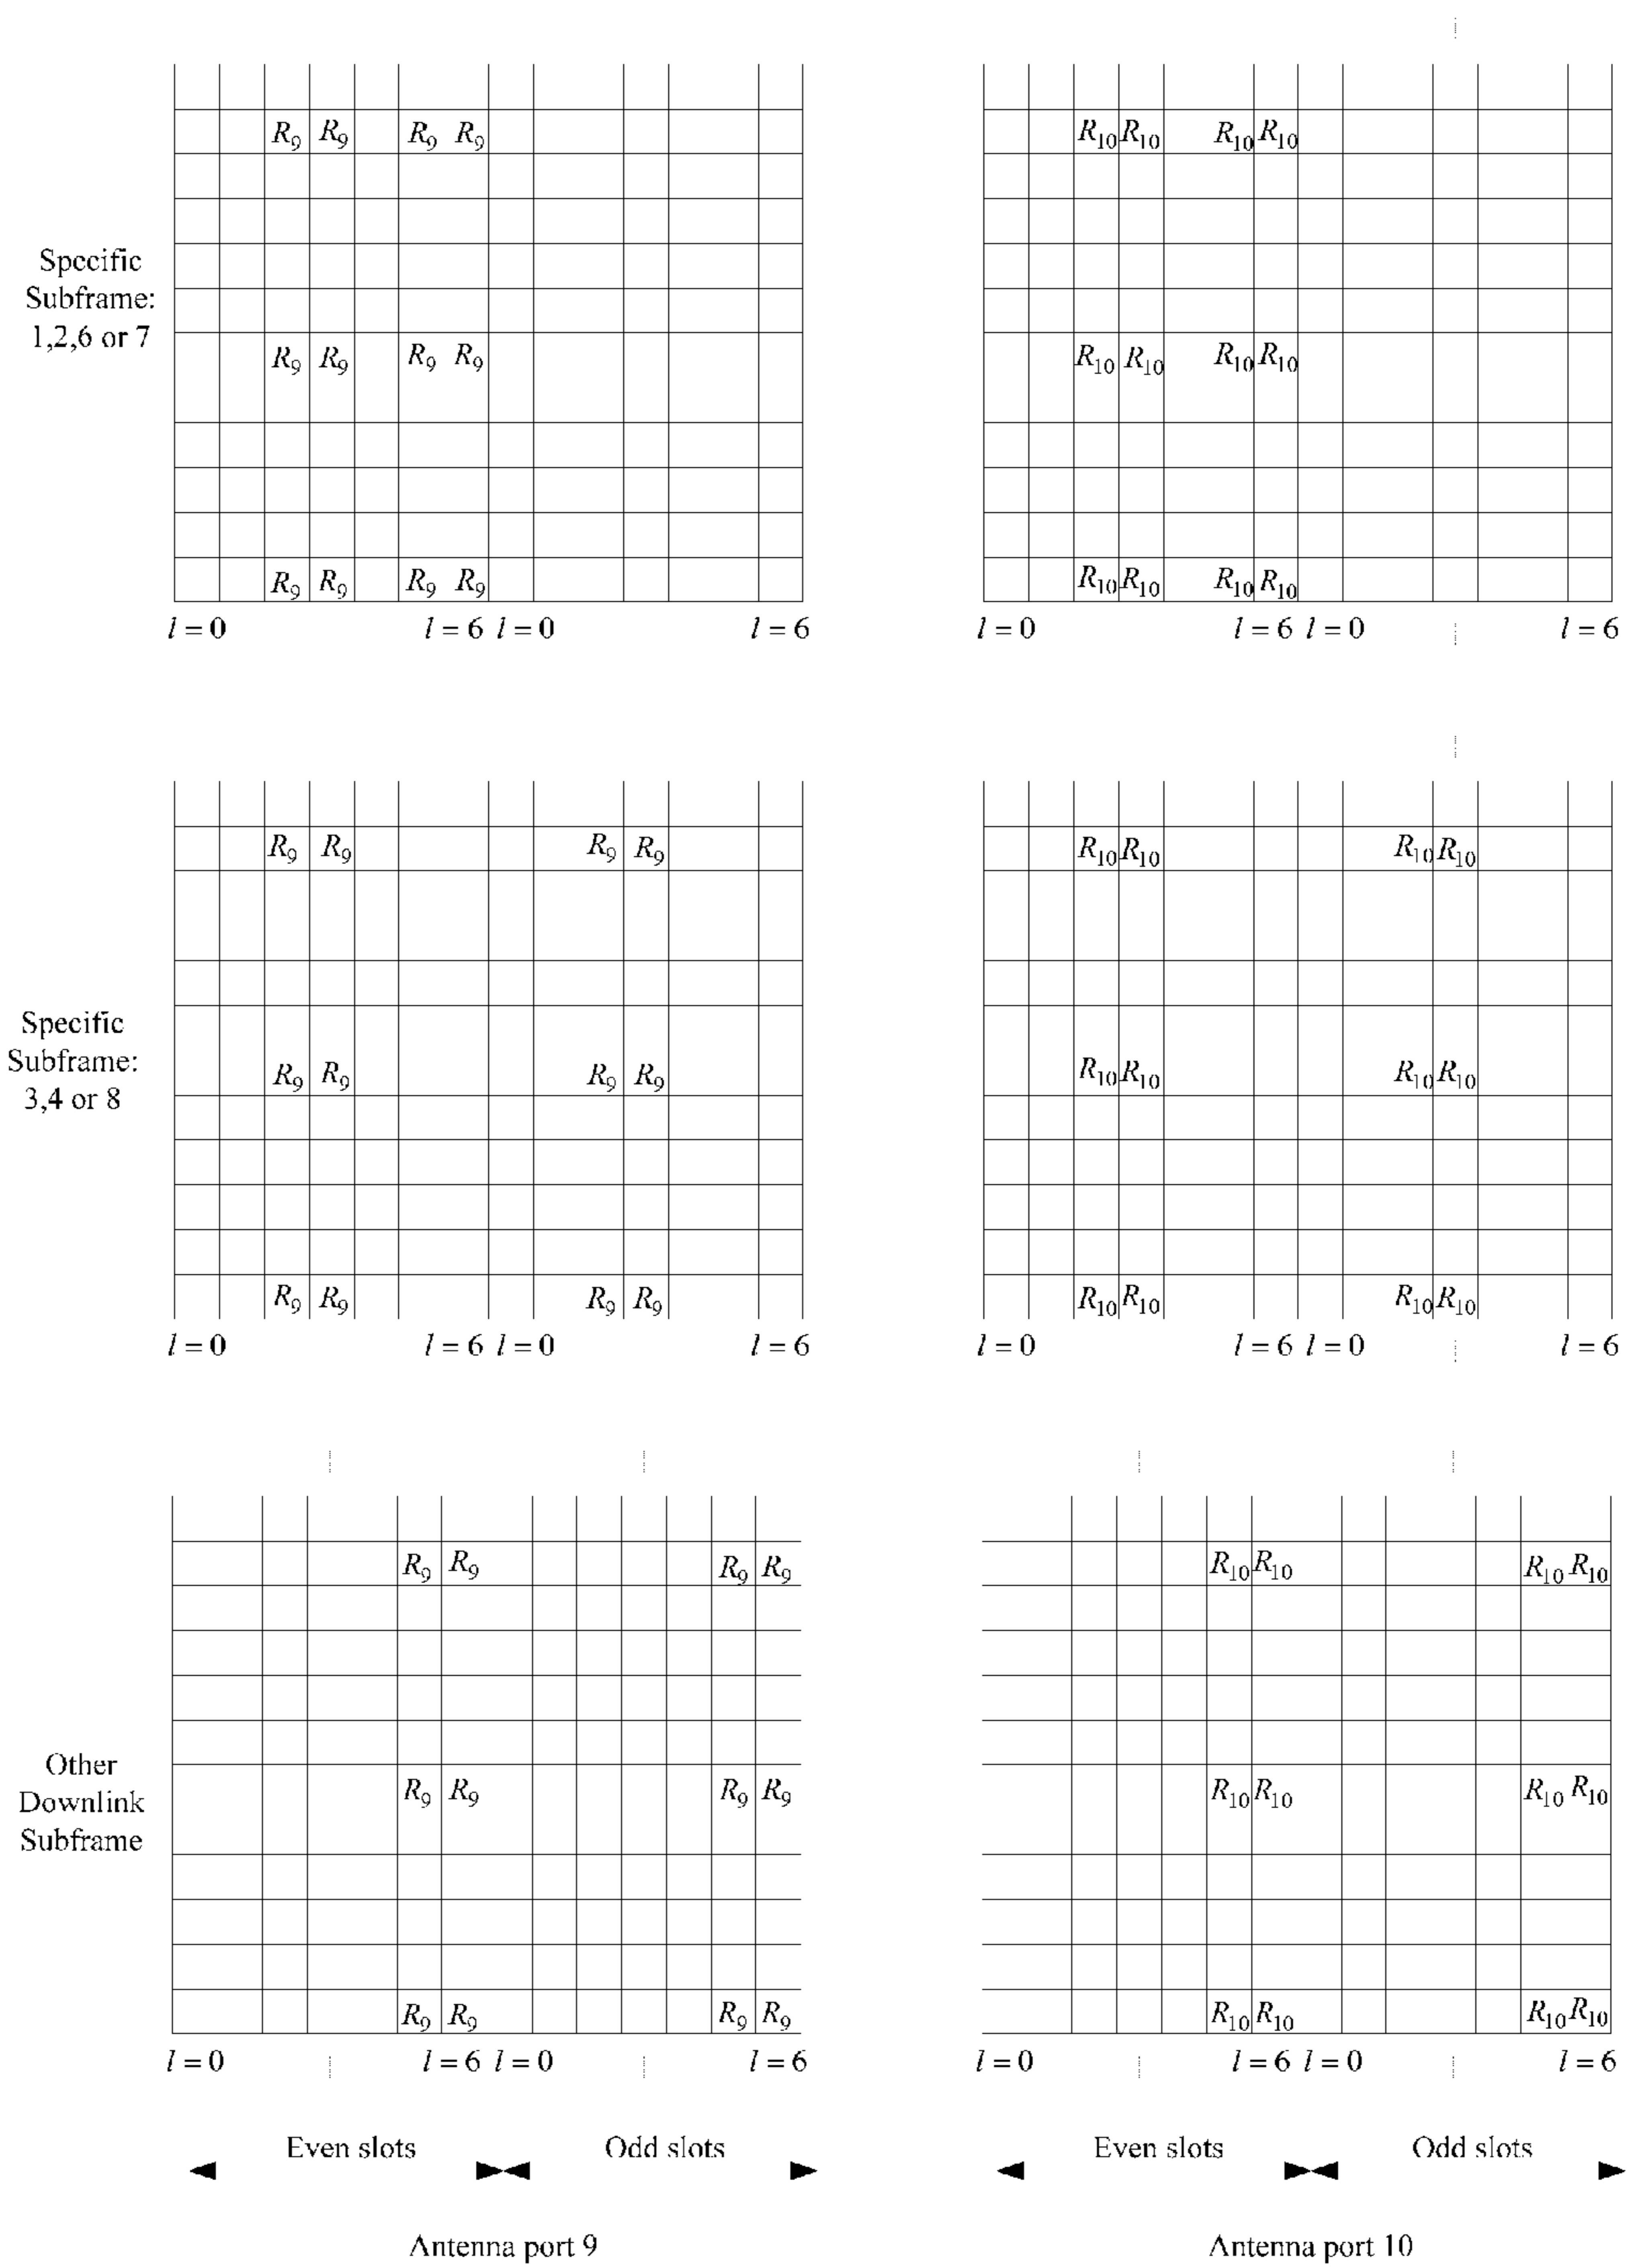 R9 R9 R9 R9 R10 R10 R10 R10
Specific
Subframe:
1,2,6 or 7
R9 R9 R9 R9 R10 R10 R10 R10
R9 R9 R9 R9 R10 R10 R10 R10
l = 0 l = 6 l = 0 l = 6 l = 0 l = 6 l = 0 l = 6
R9 R9 R9 R9 R10 R10 R10 R10
Specific
Subframe:
3,4 or 8
R9 R9 R9 R9 R10 R10 R10 R10
R9 R9 R9 R9 R10 R10 R10 R10
l = 0 l = 6 l = 0 l = 6 l = 0 l = 6 l = 0 l = 6
R9 R9 R9 R9 R10 R10 R10 R10
Other
Downlink
Subframe
R9 R9 R9 R9 R10 R10 R10 R10
R9 R9 R9 R9 R10 R10 R10 R10
l = 0 l = 6 l = 0 l = 6 l = 0 l = 6 l = 0 l = 6
Even slots Odd slots Even slots Odd slots
Antenna port 9 Antenna port 10